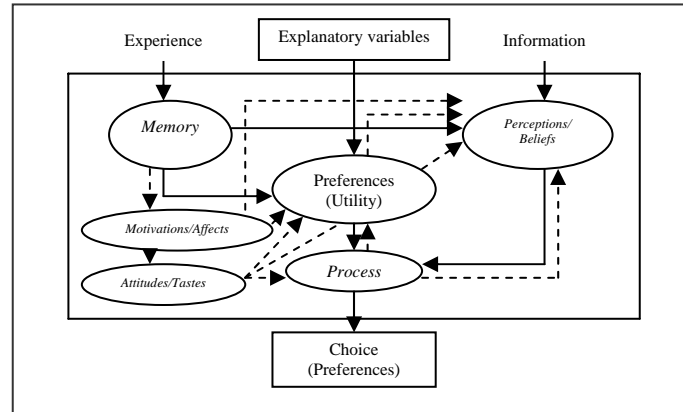 Experience
Explanatory variables
Information
Memory
Perceptions/
Beliefs
Preferences
(Utility)
Motivations/Affects
Attitudes/Tastes
Process
Choice
(Preferences)